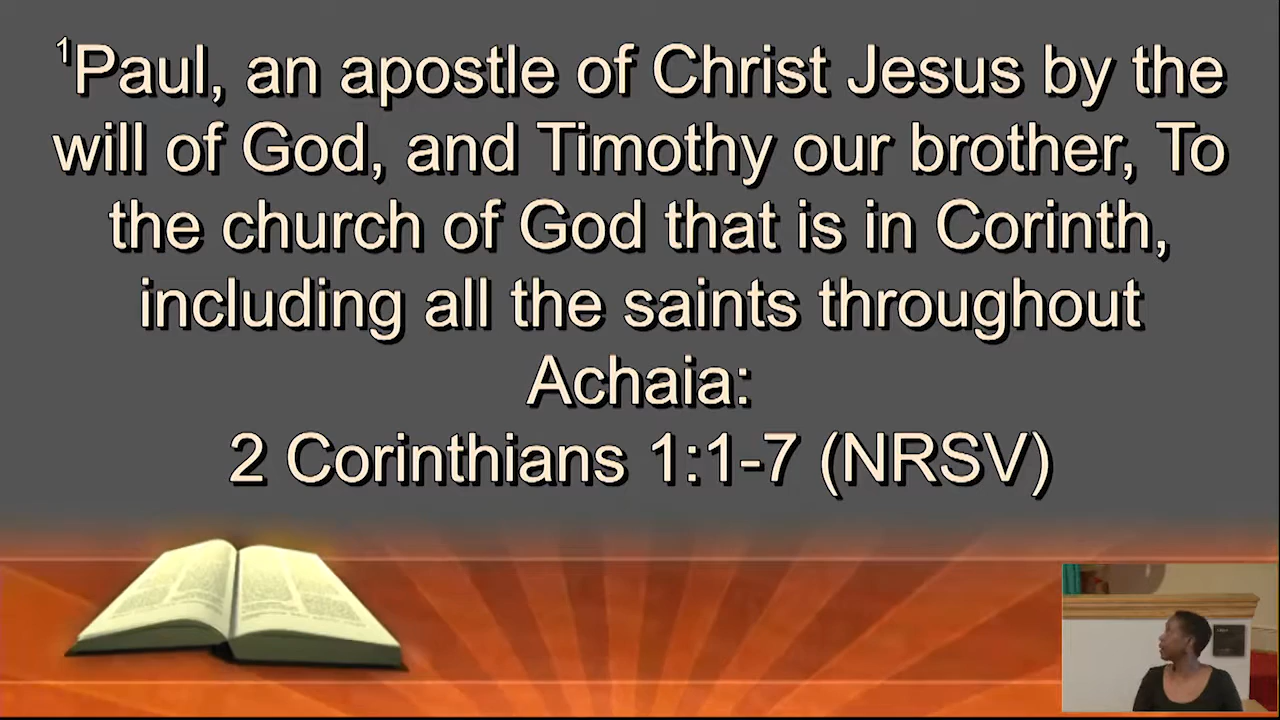 ¹Paul, an apostle of Christ Jesus by the
will of God, and Timothy our brother, To
the church of God that is in Corinth,
including all the saints throughout
Achaia:
2 Corinthians 1:1-7 (NRSV)